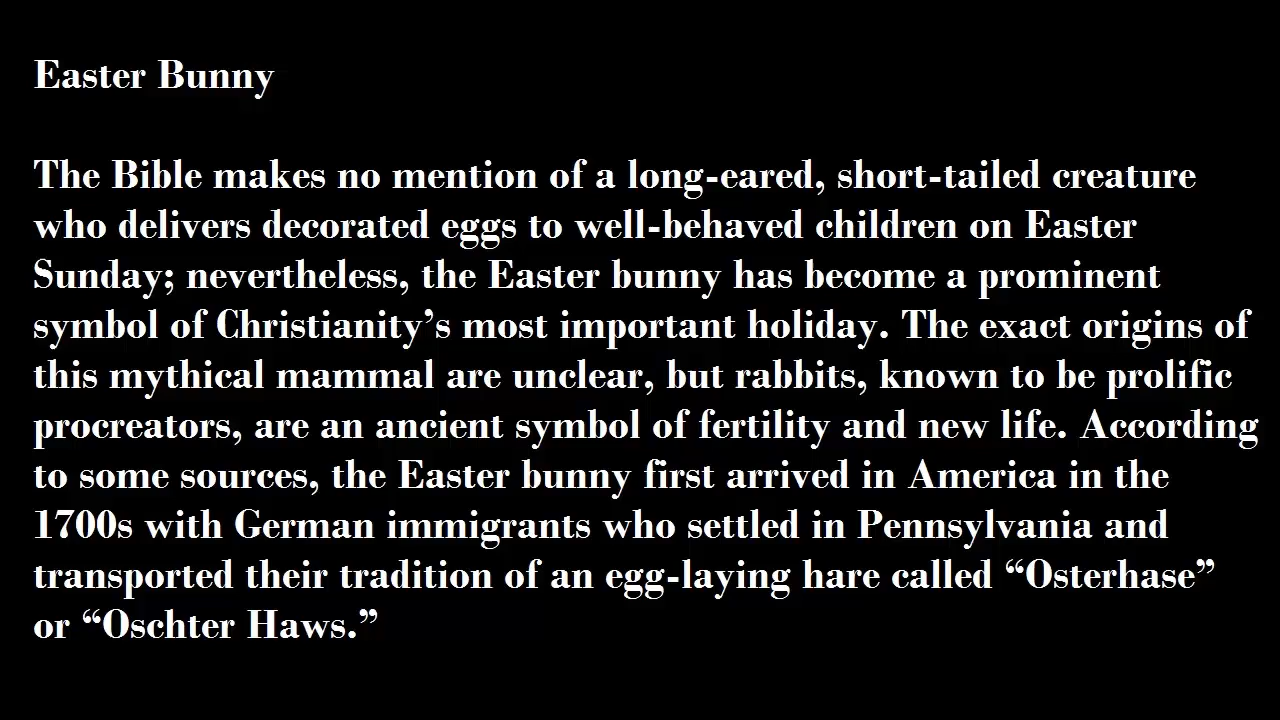 Easter Bunny
The Bible makes no mention of a long-eared, short-tailed creature
who delivers decorated eggs to well-behaved children on Easter
Sunday; nevertheless, the Easter bunny has become a prominent
symbol of Christianity’s most important holiday. The exact origins of
this mythical mammal are unclear, but rabbits, known to be prolific
procreators, are an ancient symbol of fertility and new life. According
to some sources, the Easter bunny first arrived in America in the
1700s with German immigrants who settled in Pennsylvania and
transported their tradition of an egg-laying hare called “Osterhase”
or “Oschter Haws.”